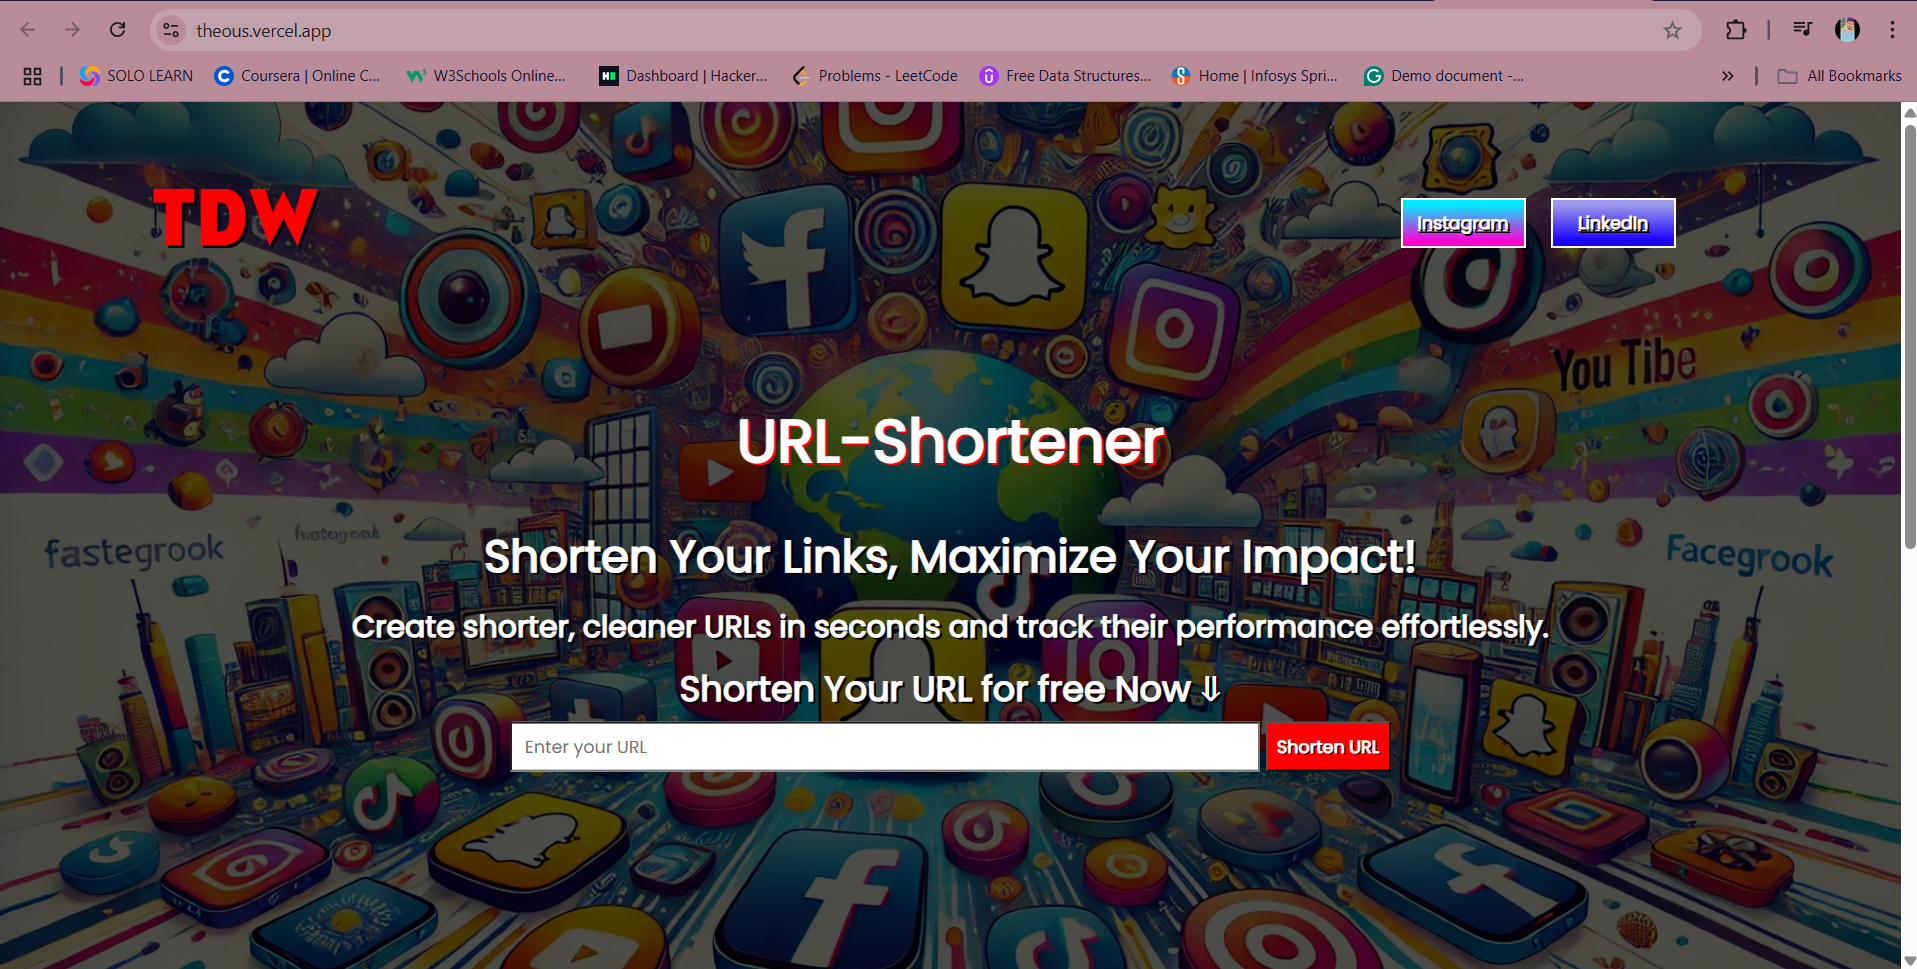 theous.vercel.app
SOLO LEARN
Coursera | Online C...
W3Schools Online...
Dashboard | Hacker...
Problems - LeetCode
Free Data Structures...
Home | Infosys Spri...
Demo document -...
All Bookmarks
TDW
Instagram
LinkedIn
You Tibe
URL-Shortener
fastegrook
Facegrook
Shorten Your Links, Maximize Your Impact!
Create shorter, cleaner URLs in seconds and track their performance effortlessly.
Shorten Your URL for free Now ⇓
Enter your URL
Shorten URL